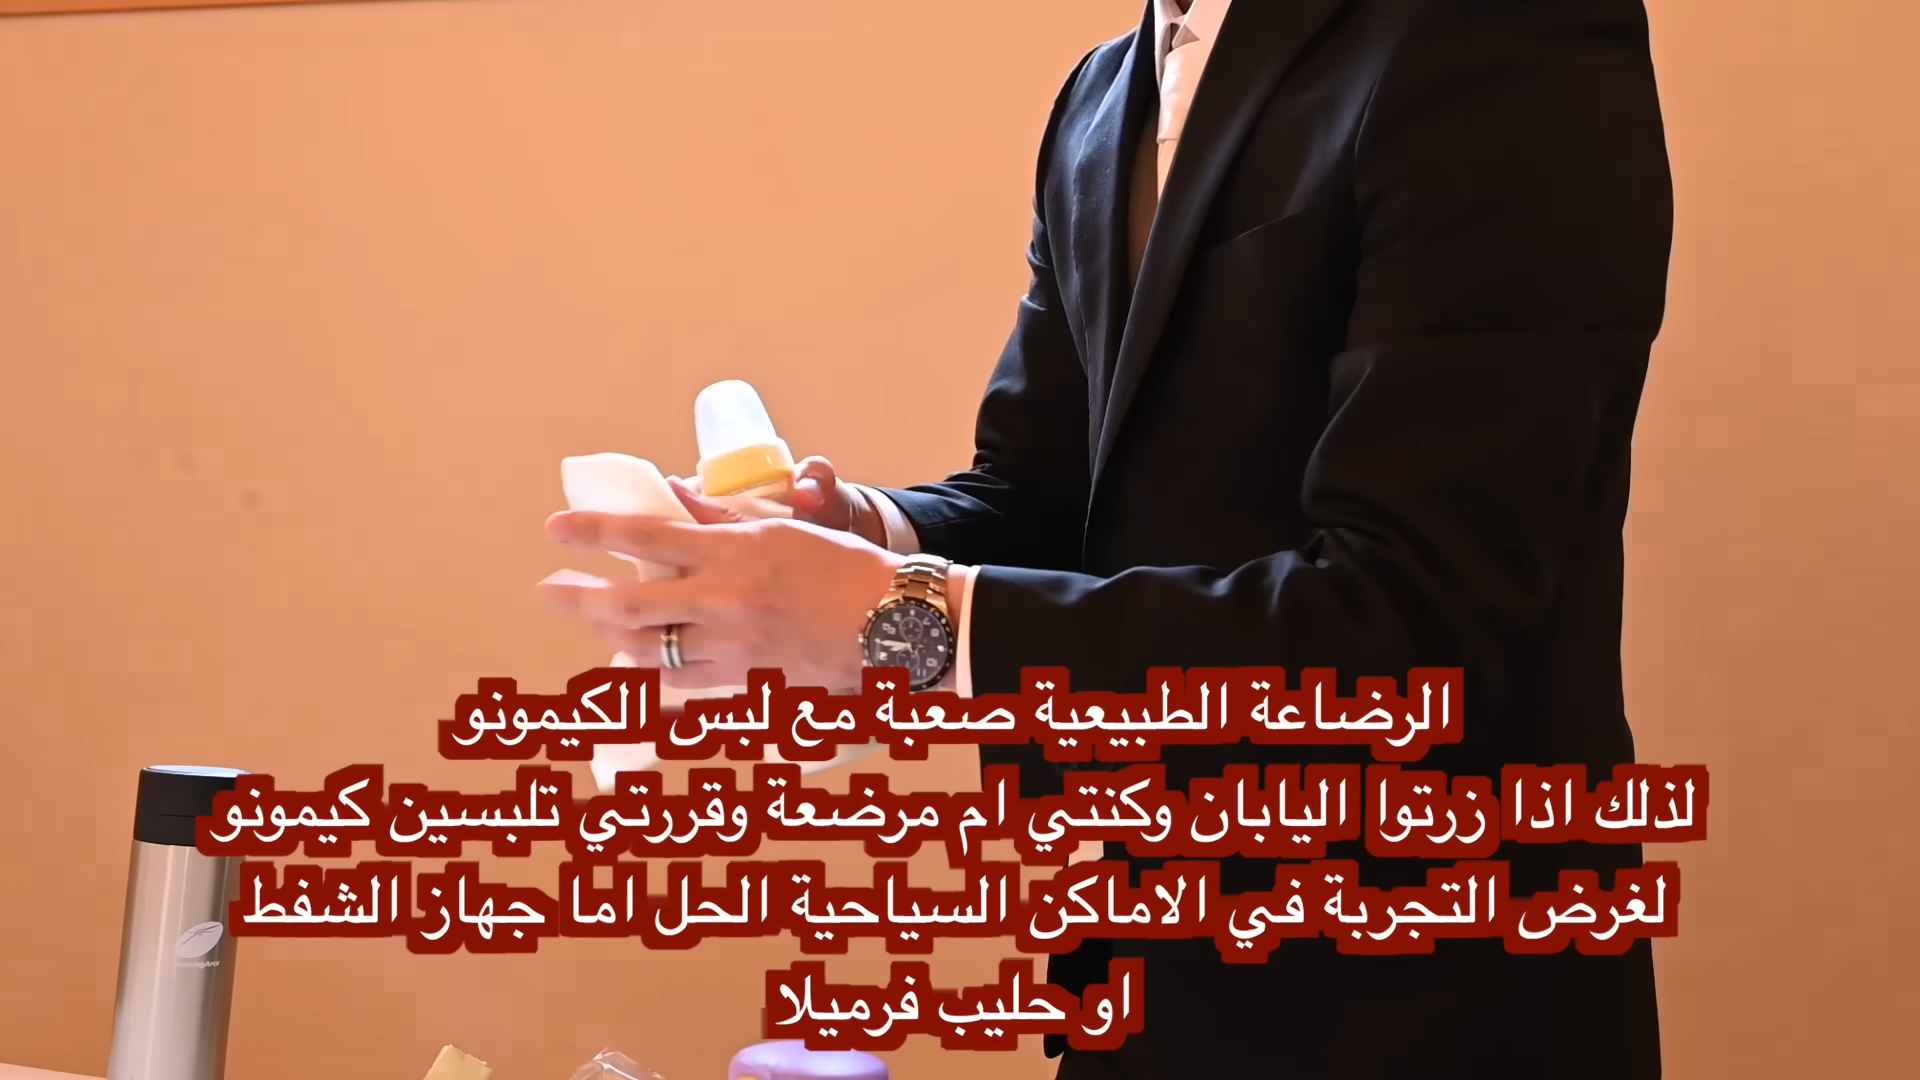 الرضاعة الطبيعية صعبة مع لبس الكيمونو
لذلك اذا زرتوا اليابان وكنتي ام مرضعة وقررتي تلبسين كيمونو
لغرض التجربة في الاماكن السياحية الحل اما جهاز الشفط
او حليب فرميلا